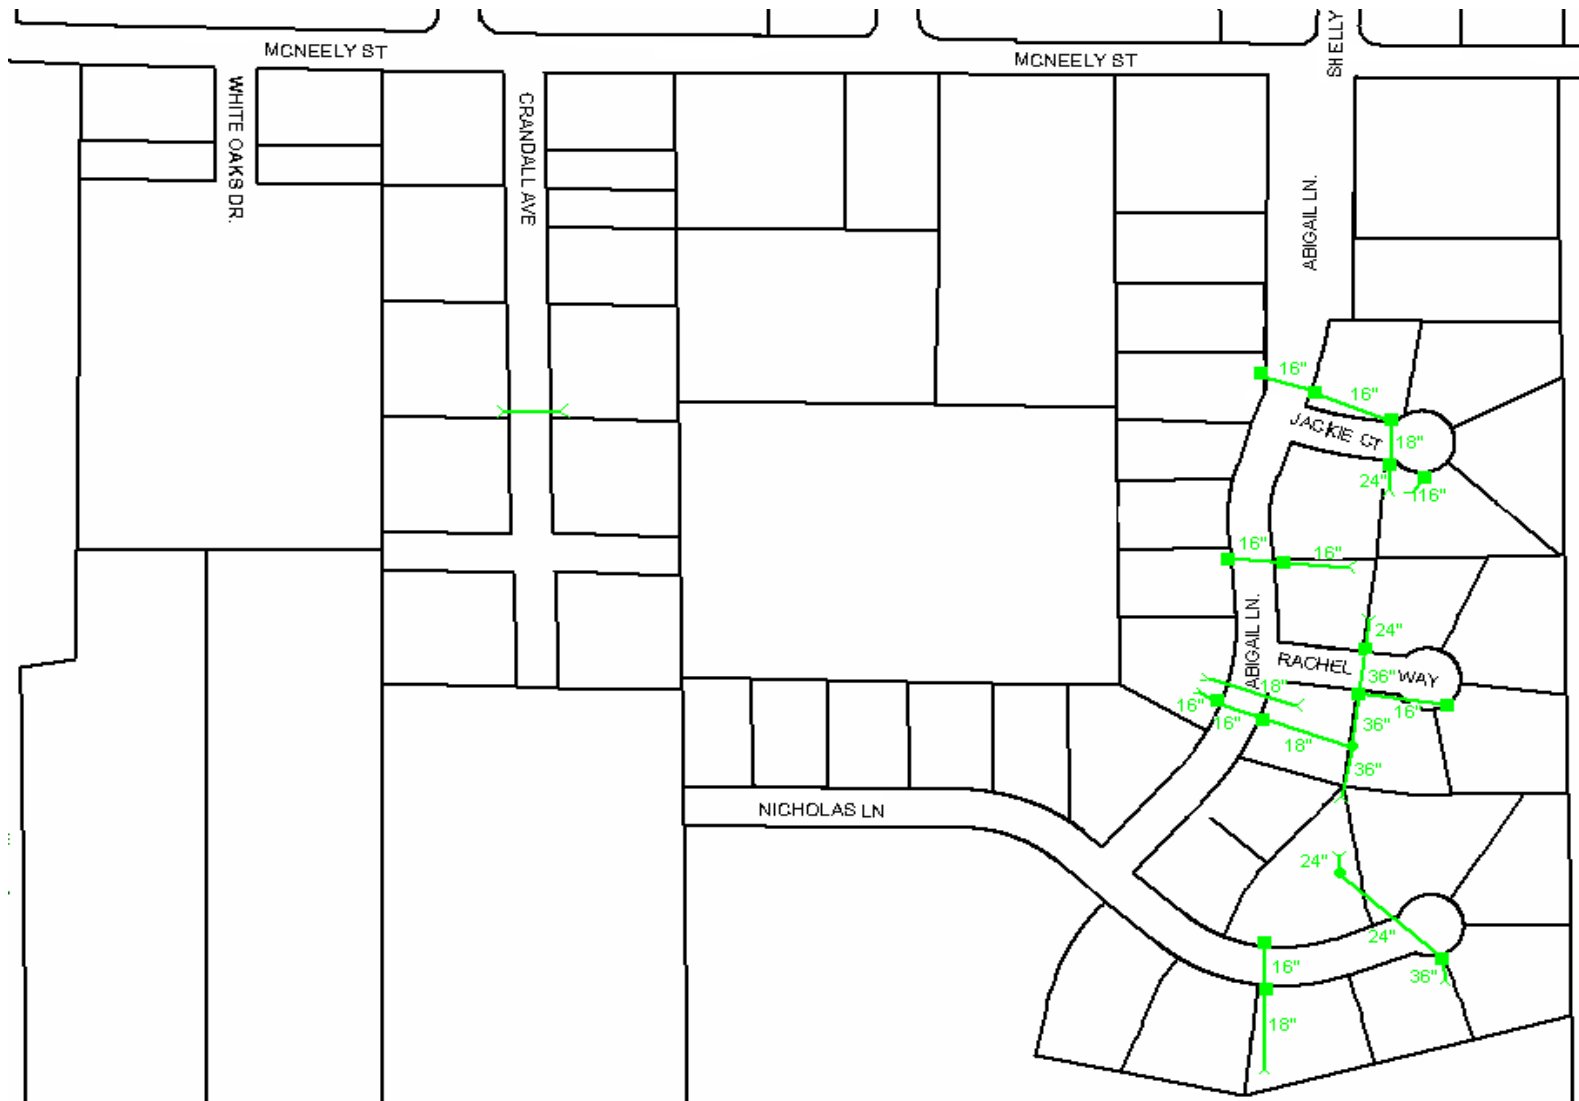 MCNEELY ST
MCNEELY ST
SHELLY
WHITE OAKS DR.
CRANDALL AVE
ABIGAIL LN.
16"
16"
JACKIE CT
18"
24"
16"
16"
16"
ABIGAIL LN.
24"
RACHEL WAY
36"
18"
16"
16"
16"
36"
18"
36"
NICHOLAS LN
24"
24"
16"
36"
18"